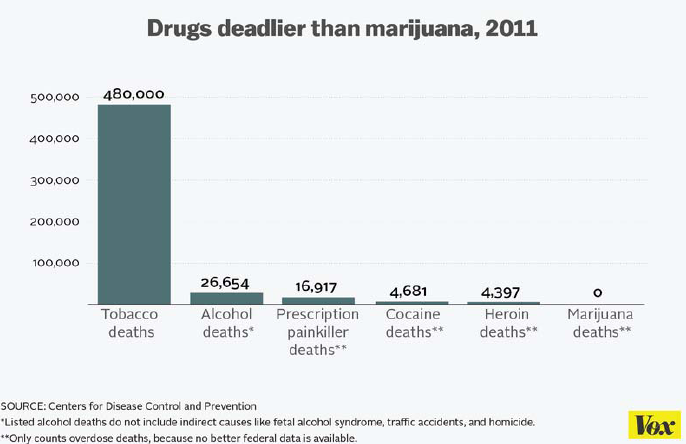 Drugs deadlier than marijuana, 2011
500,000
400,000
300,000
200,000
100,000
480,000
26,654
16,917
4,681
4,397
0
Tobacco
deaths
Alcohol
deaths*
Prescription
painkiller
deaths**
Cocaine
deaths**
Heroin
deaths**
Marijuana
deaths**
SOURCE: Centers for Disease Control and Prevention
*Listed alcohol deaths do not include indirect causes like fetal alcohol syndrome, traffic accidents, and homicide.
**Only counts overdose deaths, because no better federal data is available.
Vox